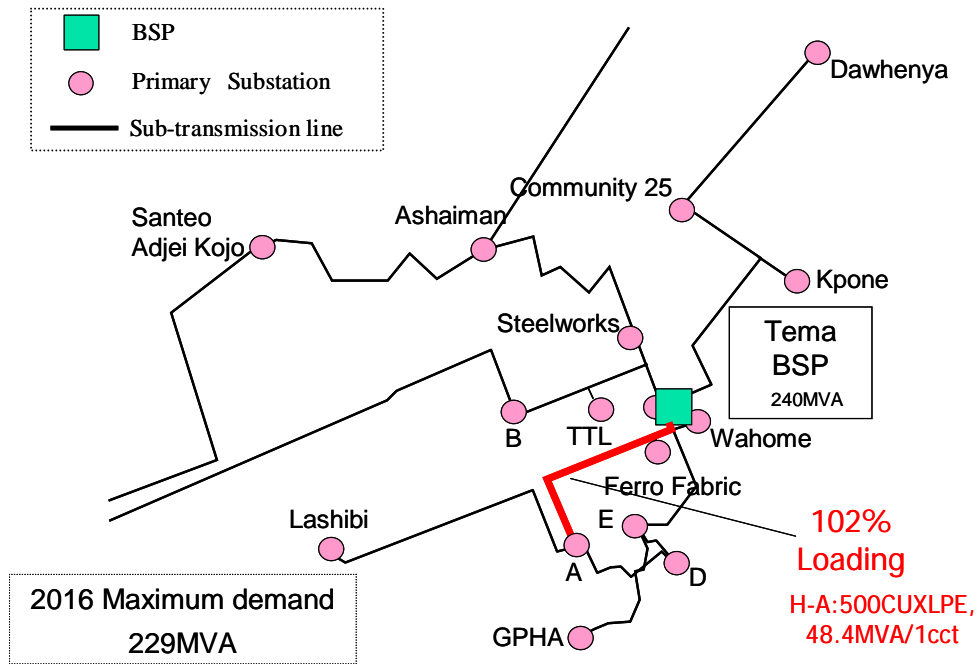 BSP
Primary Substation
Sub-transmission line
Dawhenya
Community 25
Santeo
Adjei Kojo
Ashaiman
Kpone
Steelworks
Tema
BSP
240MVA
B
TTL
Wahome
Ferro Fabric
Lashibi
E
102%
Loading
A
D
2016 Maximum demand
229MVA
H-A:500CUXLPE,
48.4MVA/1cct
GPHA